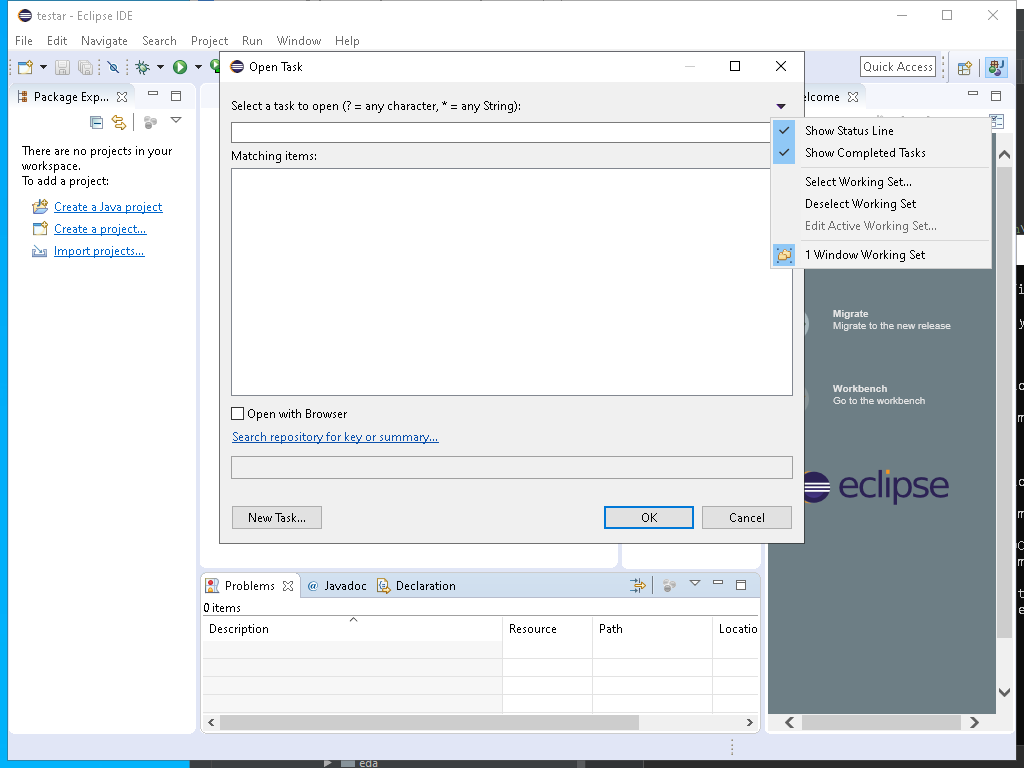 testar - Eclipse IDE
File Edit Navigate Search Project Run Window Help
Quick Access
Package Exp...
There are no projects in your
workspace.
To add a project:
Create a Java project
Create a project...
Import projects...
Open Task
Select a task to open (? = any character, * = any String):
Matching items:
Open with Browser
Search repository for key or summary...
New Task...
OK
Cancel
elcome
Show Status Line
Show Completed Tasks
Select Working Set...
Deselect Working Set
Edit Active Working Set...
1 Window Working Set
Migrate
Migrate to the new release
Workbench
Go to the workbench
eclipse
Problems
@ Javadoc
Declaration
0 items
Description
Resource
Path
Locatio
eda